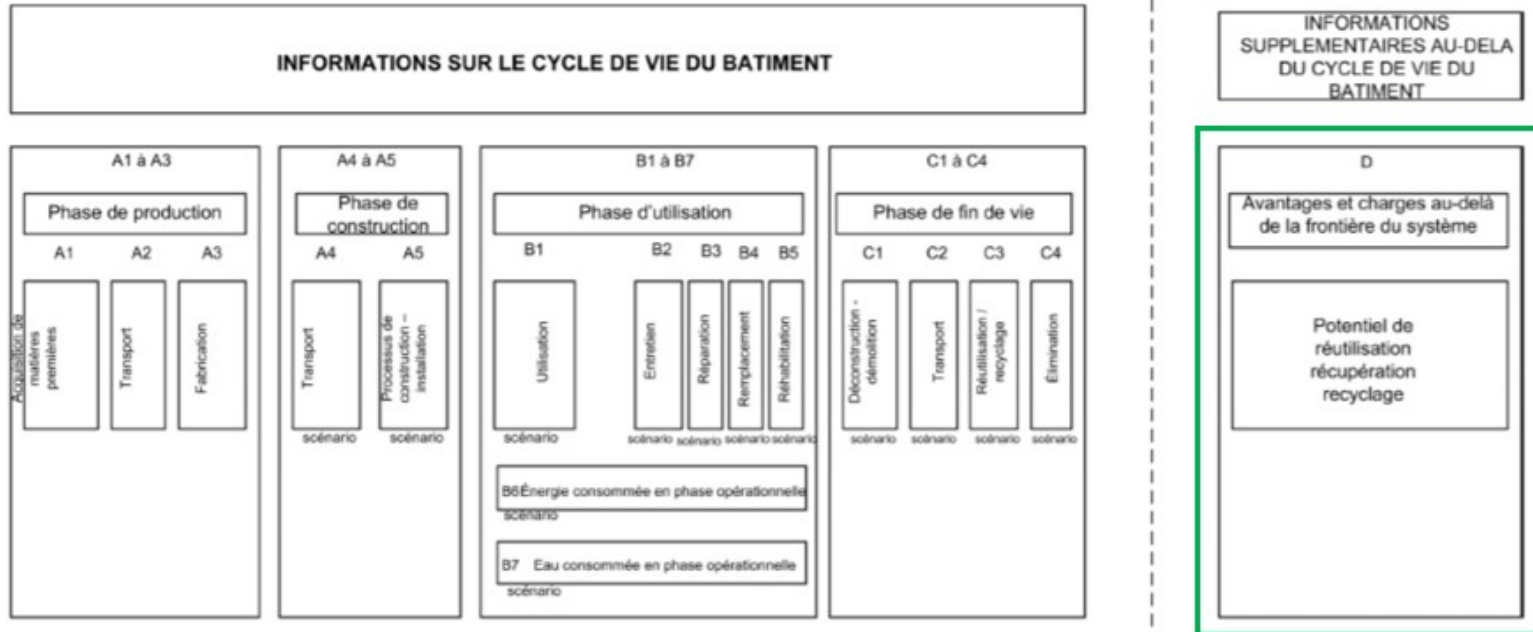 INFORMATIONS SUR LE CYCLE DE VIE DU BATIMENT
INFORMATIONS
SUPPLEMENTAIRES AU-DELA
DU CYCLE DE VIE DU
BATIMENT
A1 à A3
Phase de production
A1
A2
A3
Acquisition de
matières
premières
Transport
Fabrication
A4 à A5
Phase de
construction
A4
A5
Transport
Processus de
construction –
installation
scénario
scénario
B1 à B7
Phase d'utilisation
B1
B2
B3
B4
B5
Utilisation
Entretien
Réparation
Remplacement
Réhabilitation
scénario
scénario
scénario
scénario
scénario
B6 Énergie consommée en phase opérationnelle
scénario
B7 Eau consommée en phase opérationnelle
scénario
C1 à C4
Phase de fin de vie
C1
C2
C3
C4
Déconstruction -
démolition
Transport
Réutilisation /
recyclage
Élimination
scénario
scénario
scénario
scénario
D
Avantages et charges au-delà
de la frontière du système
Potentiel de
réutilisation
récupération
recyclage